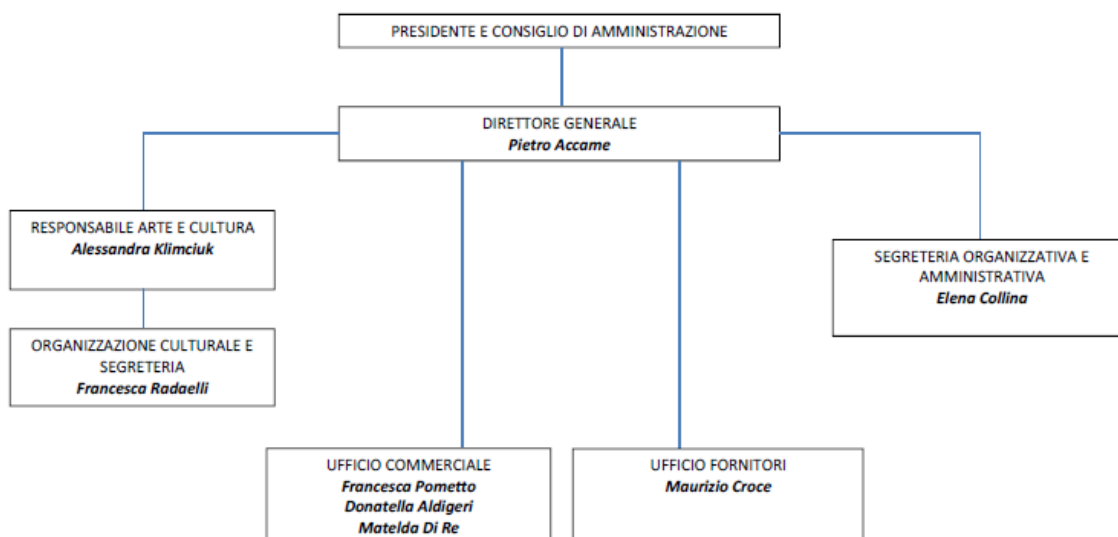 PRESIDENTE E CONSIGLIO DI AMMINISTRAZIONE
DIRETTORE GENERALE
Pietro Accame
RESPONSABILE ARTE E CULTURA
Alessandra Klimciuk
SEGRETERIA ORGANIZZATIVA E
AMMINISTRATIVA
Elena Collina
ORGANIZZAZIONE CULTURALE E
SEGRETERIA
Francesca Radaelli
UFFICIO COMMERCIALE
Francesca Pometto
Donatella Aldigeri
Matelda Di Re
UFFICIO FORNITORI
Maurizio Croce